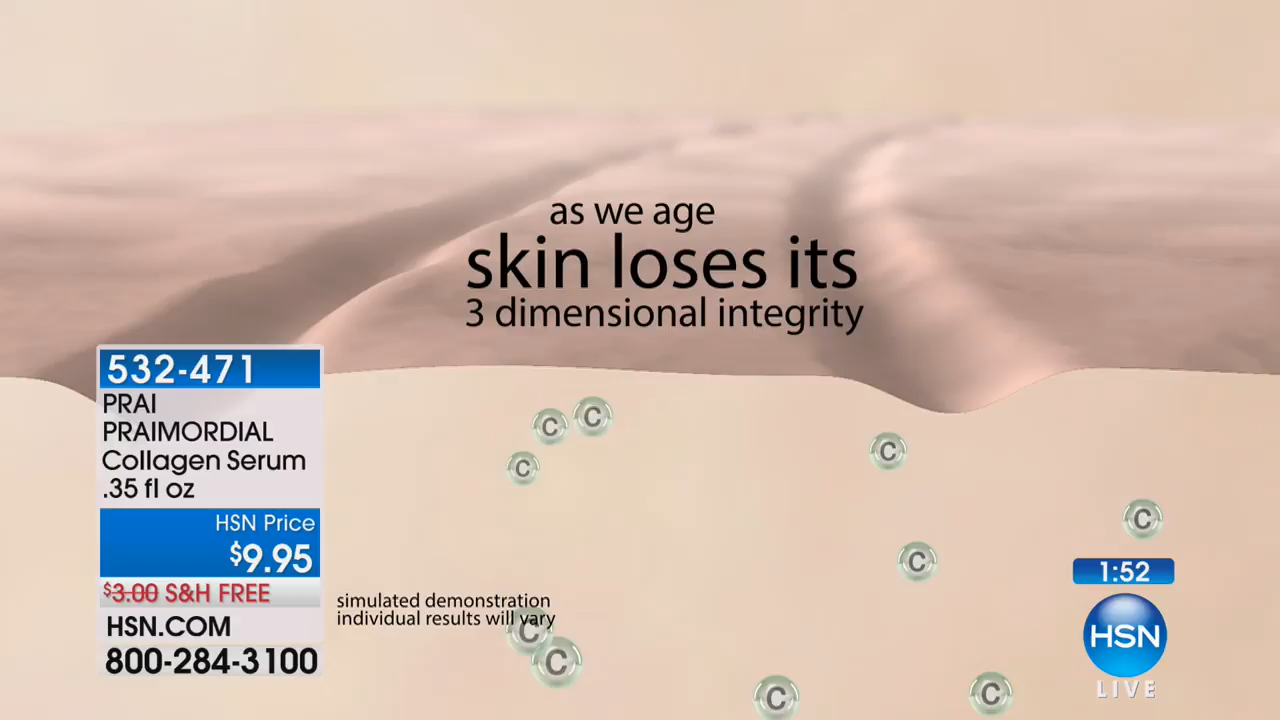 as we age
skin loses its
3 dimensional integrity
532-471
PRAI
PRAIMORDIAL
Collagen Serum
.35 fl oz
HSN Price
$9.95
$3.00 S&H FREE
HSN.COM
800-284-3100
simulated demonstration
individual results will vary
C
C
C
C
C
C
C
C
C
C
1:52
HSN
LIVE